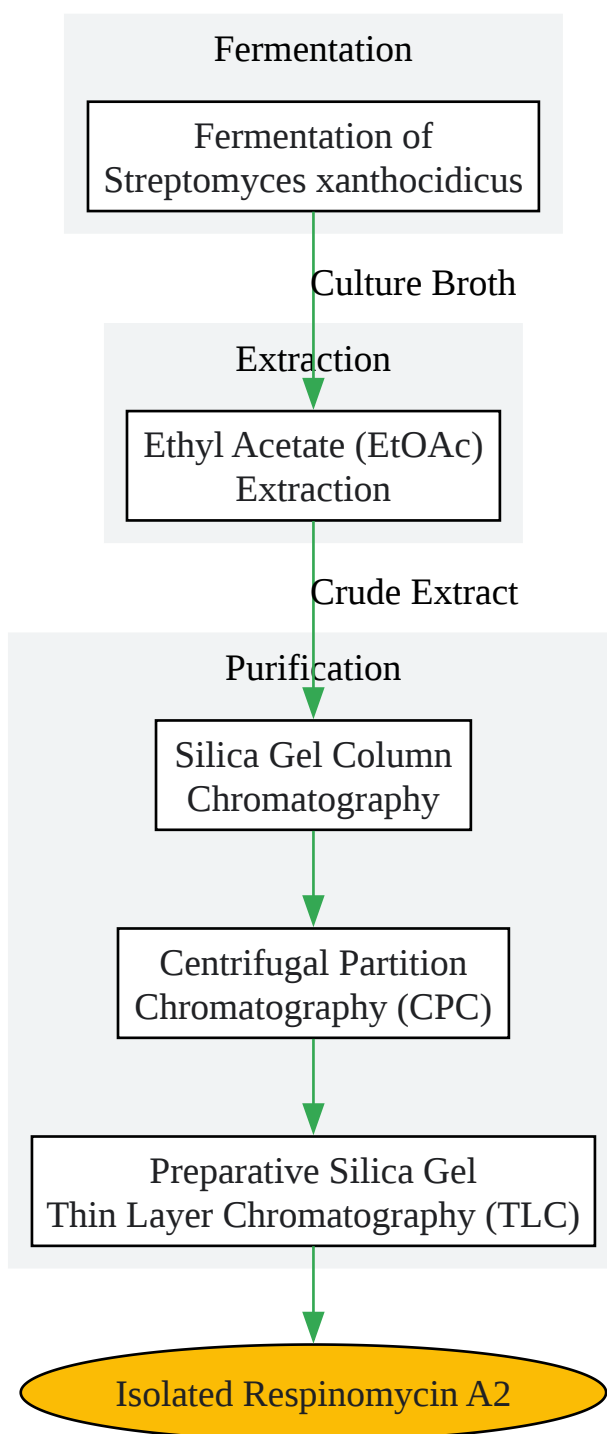 Fermentation
Fermentation of
Streptomyces xanthocidicus
Culture Broth
Extraction
Ethyl Acetate (EtOAc)
Extraction
Crude Extract
Purification
Silica Gel Column
Chromatography
Centrifugal Partition
Chromatography (CPC)
Preparative Silica Gel
Thin Layer Chromatography (TLC)
Isolated Respinomycin A2